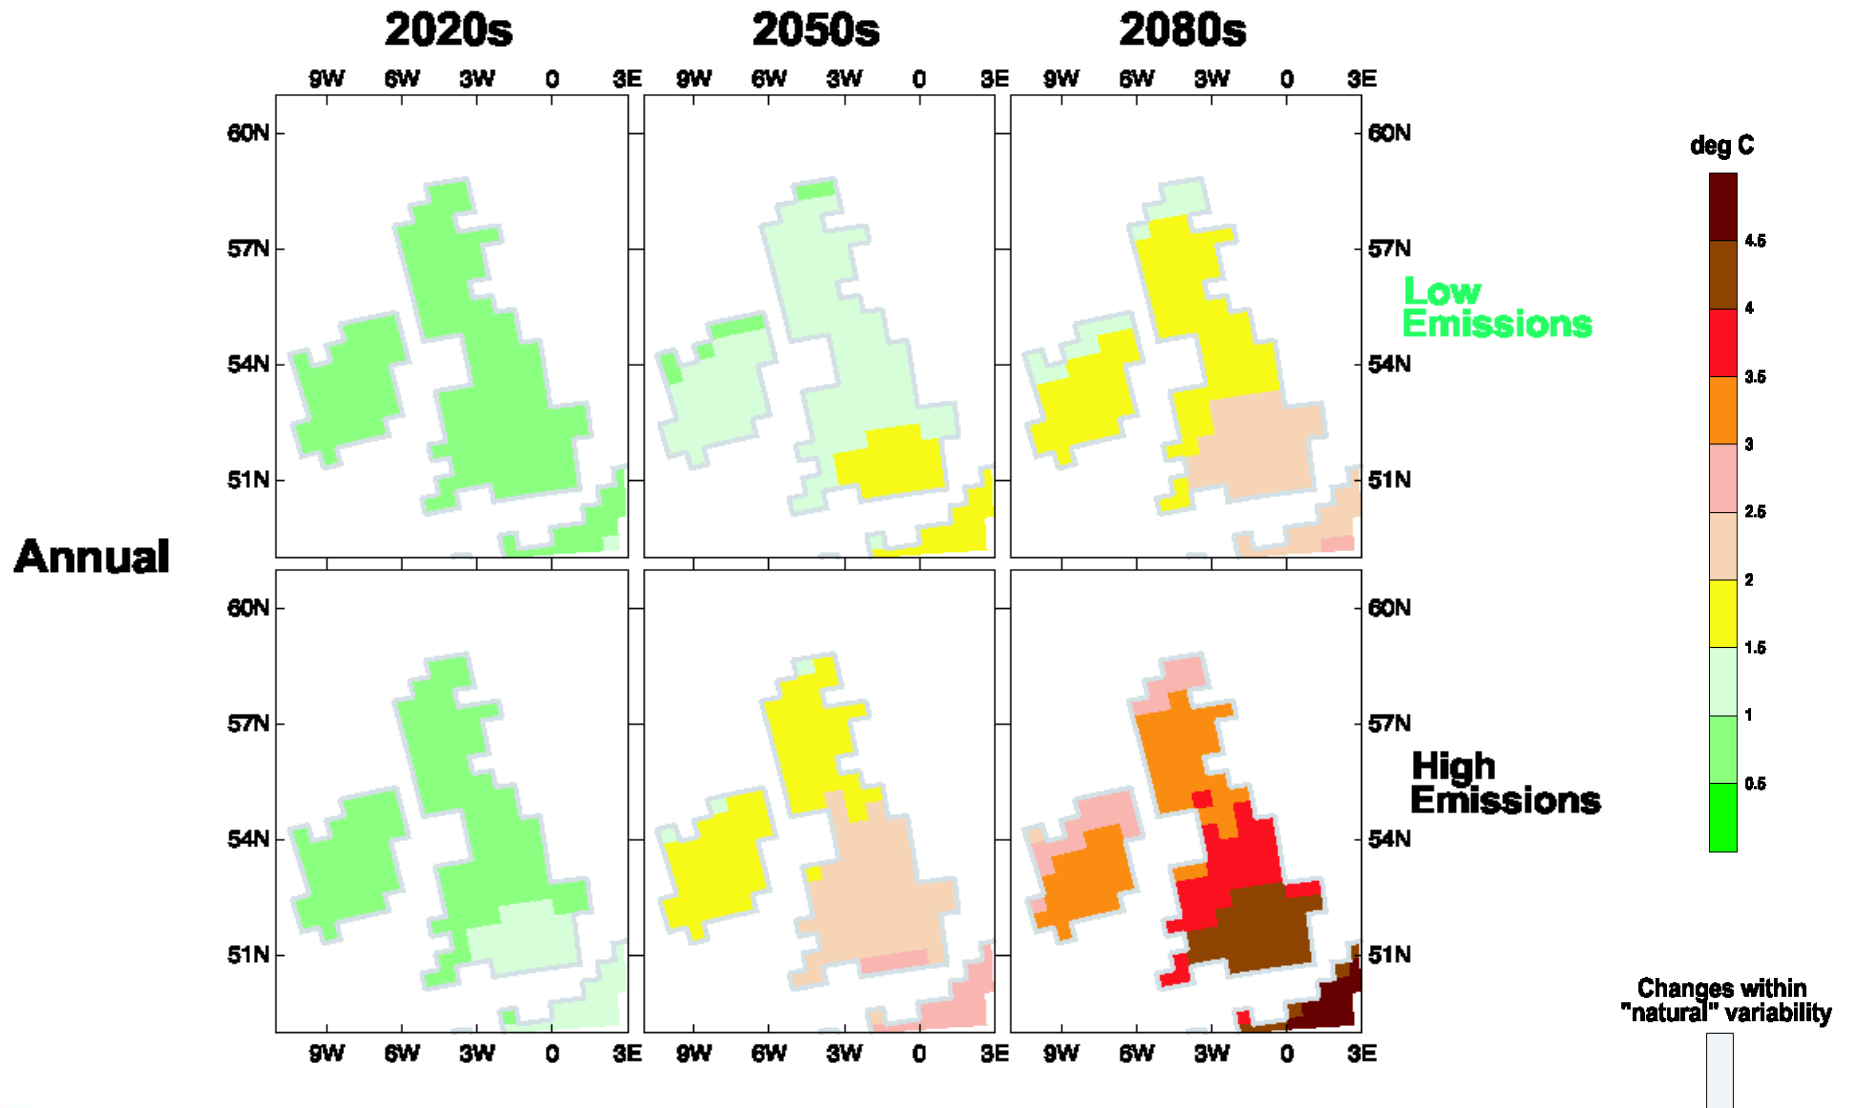 2020s 2050s 2080s
9W 6W 3W 0 3E 9W 6W 3W 0 3E 9W 6W 3W 0 3E
60N 60N
deg C
4.5
57N 57N
Low
Emissions
4
54N 54N
3.5
3
51N 51N
2.5
Annual
2
60N 60N
1.5
1
57N 57N
High
Emissions
0.5
54N 54N
51N 51N
Changes within
"natural" variability
9W 6W 3W 0 3E 9W 6W 3W 0 3E 9W 6W 3W 0 3E